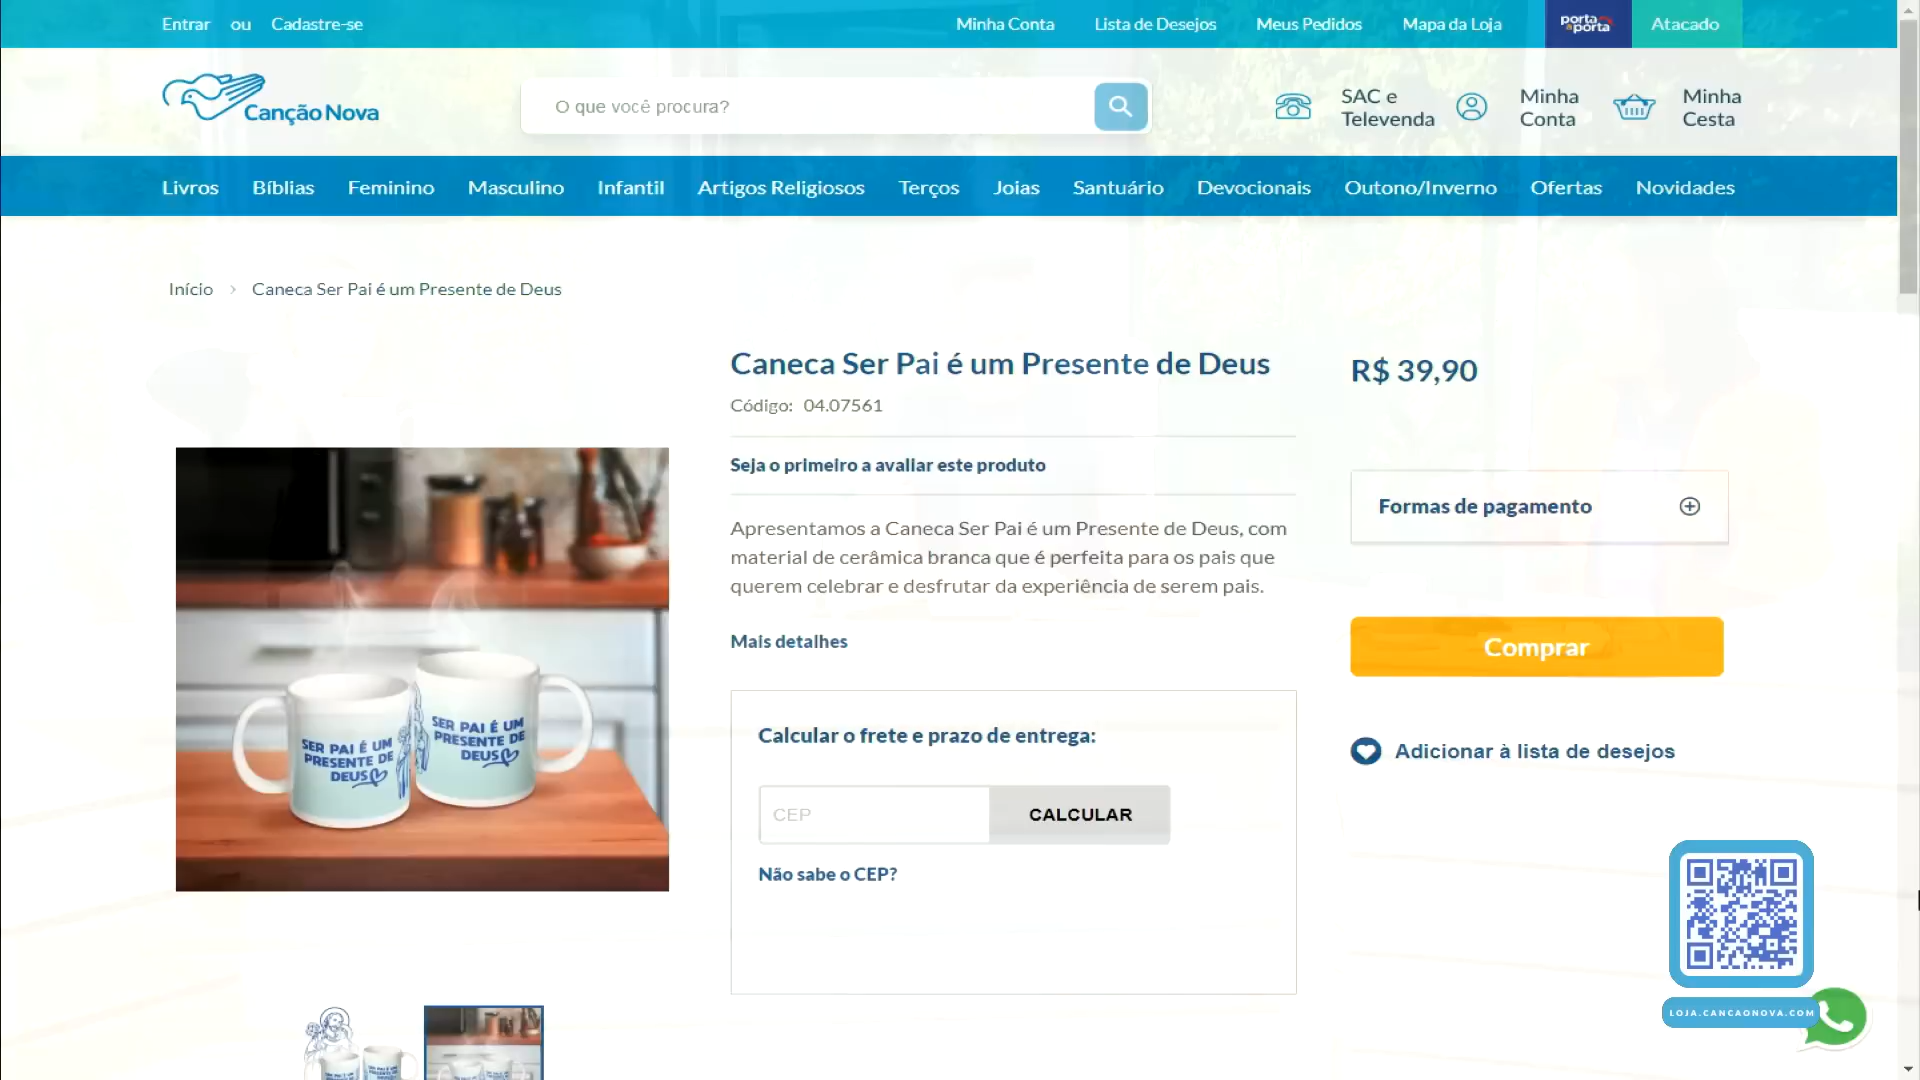 Entrar ou Cadastre-se
Minha Conta
Lista de Desejos
Meus Pedidos
Mapa da Loja
porta a porta
Atacado
Canção Nova
O que você procura?
SAC e
Televenda
Minha
Conta
Minha
Cesta
Livros
Bíblias
Feminino
Masculino
Infantil
Artigos Religiosos
Terços
Joias
Santuário
Devocionais
Outono/Inverno
Ofertas
Novidades
Início > Caneca Ser Pai é um Presente de Deus
Caneca Ser Pai é um Presente de Deus
Código: 04.07561
Seja o primeiro a avaliar este produto
Apresentamos a Caneca Ser Pai é um Presente de Deus, com
material de cerâmica branca que é perfeita para os pais que
querem celebrar e desfrutar da experiência de serem pais.
Mais detalhes
Calcular o frete e prazo de entrega:
CEP
CALCULAR
Não sabe o CEP?
R$ 39,90
Formas de pagamento
Comprar
Adicionar à lista de desejos
SER PAI É UM
PRESENTE DE
DEUS
SER PAI É UM
PRESENTE DE
DEUS
LOJA.CANCAONOVA.COM